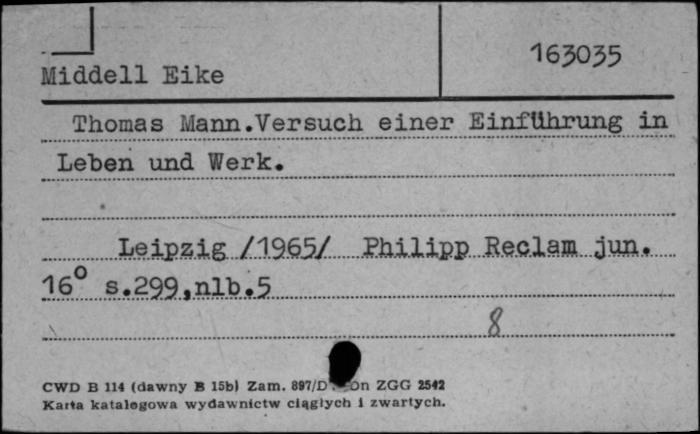 163035
Middell Eike
Thomas Mann.Versuch einer Einführung in
Leben und Werk.
Leipzig /1965/ Philipp Reclam jun.
16° s.299,nlb.5
8
CWD B 114 (dawny B 15b) Zam. 897/D ZGG 2542
Karta katalogowa wydawnictw ciągłych i zwartych.